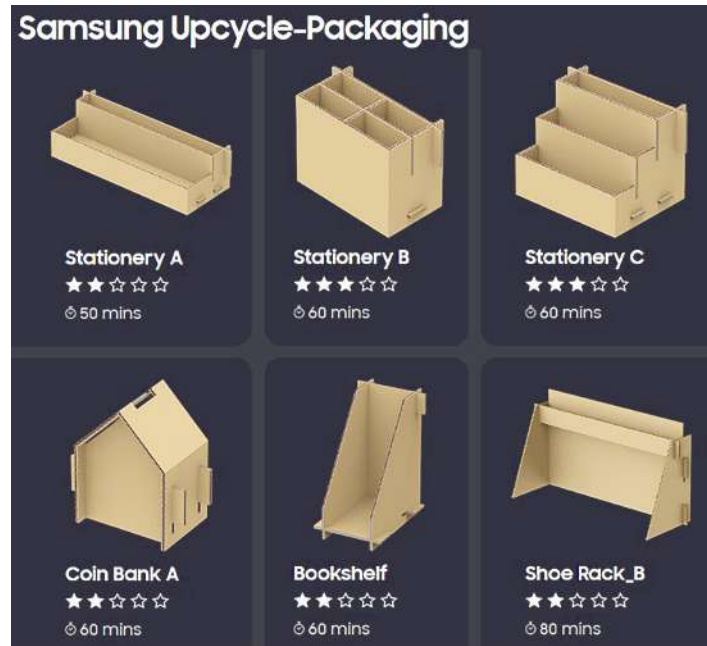 Samsung Upcycle-Packaging
Stationery A
★★☆☆☆
50 mins
Stationery B
★★★☆☆
60 mins
Stationery C
★★★☆☆
60 mins
Coin Bank A
★★☆☆☆
60 mins
Bookshelf
★★☆☆☆
60 mins
Shoe Rack_B
★★☆☆☆
80 mins